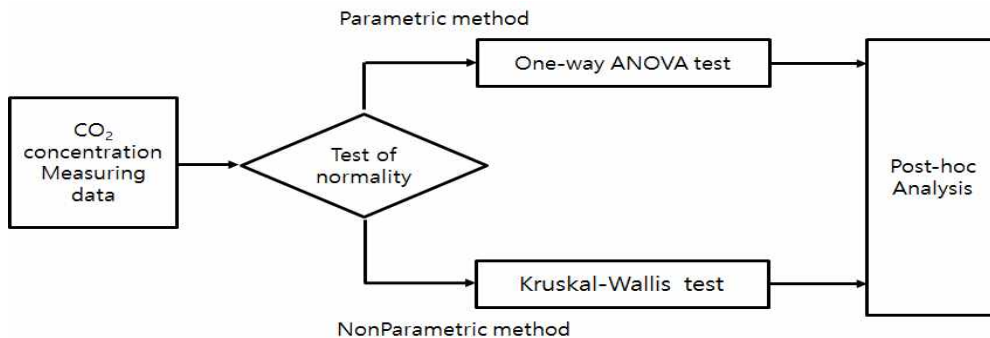 Parametric method
One-way ANOVA test
CO₂
concentration
Measuring
data
Test of
normality
Post-hoc
Analysis
Kruskal-Wallis test
NonParametric method